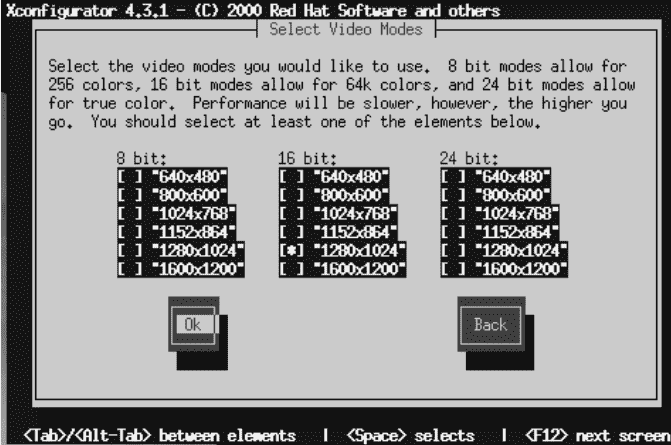 Xconfigurator 4.3.1 - (C) 2000 Red Hat Software and others
Select Video Modes
Select the video modes you would like to use.  8 bit modes allow for
256 colors, 16 bit modes allow for 64k colors, and 24 bit modes allow
for true color.  Performance will be slower, however, the higher you
go.  You should select at least one of the elements below.
8 bit: 16 bit: 24 bit:
[ ] "640x480" [ ] "640x480" [ ] "640x480"
[ ] "800x600" [ ] "800x600" [ ] "800x600"
[ ] "1024x768" [ ] "1024x768" [ ] "1024x768"
[ ] "1152x864" [ ] "1152x864" [ ] "1152x864"
[ ] "1280x1024" [*] "1280x1024" [ ] "1280x1024"
[ ] "1600x1200" [ ] "1600x1200" [ ] "1600x1200"
Ok Back
<Tab>/<Alt-Tab> between elements | <Space> selects | <F12> next screen